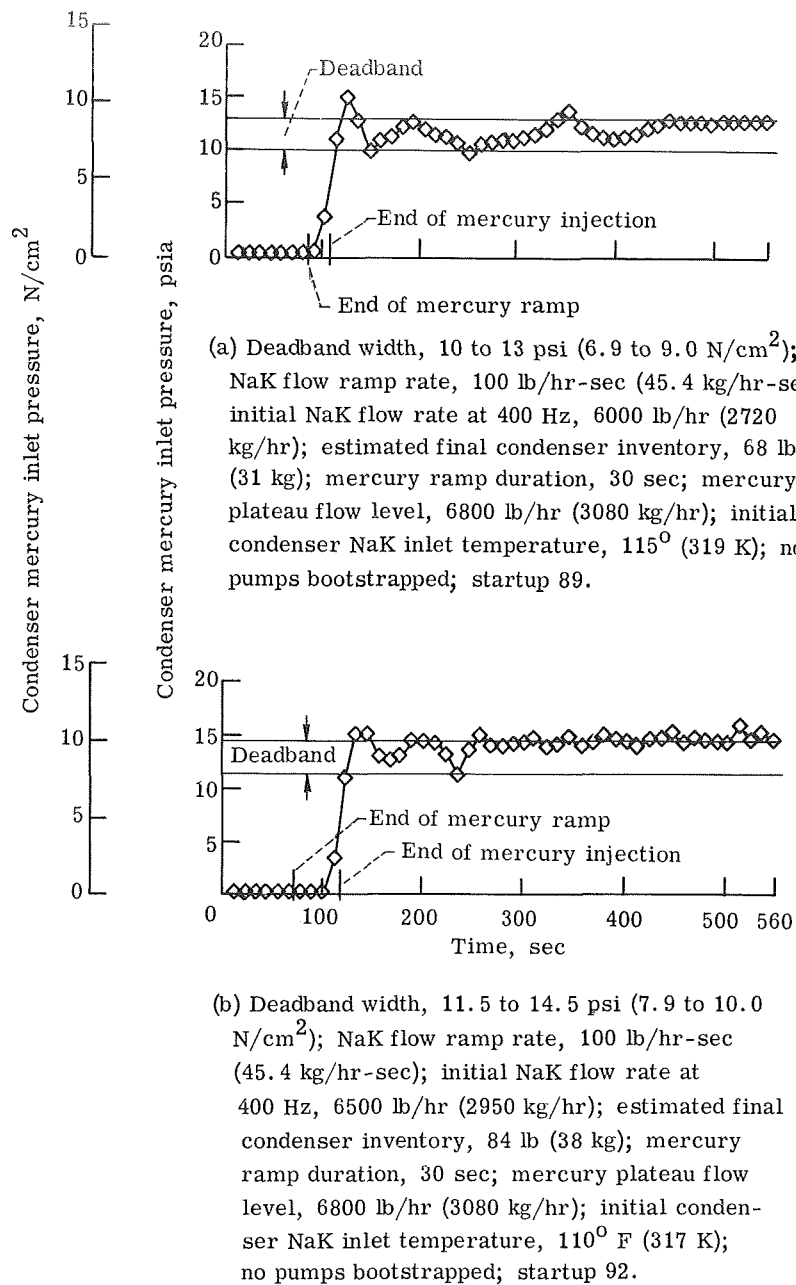 Condenser mercury inlet pressure, N/cm2
Condenser mercury inlet pressure, psia
15
10
5
0
20
15
10
5
0
Deadband
End of mercury injection
End of mercury ramp
(a) Deadband width, 10 to 13 psi (6.9 to 9.0 N/cm2);
NaK flow ramp rate, 100 lb/hr-sec (45.4 kg/hr-se
initial NaK flow rate at 400 Hz, 6000 lb/hr (2720
kg/hr); estimated final condenser inventory, 68 lb
(31 kg); mercury ramp duration, 30 sec; mercury
plateau flow level, 6800 lb/hr (3080 kg/hr); initial
condenser NaK inlet temperature, 115° (319 K); no
pumps bootstrapped; startup 89.
15
10
5
0
20
15
10
5
Deadband
End of mercury ramp
End of mercury injection
0 100 200 300 400 500 560
Time, sec
(b) Deadband width, 11.5 to 14.5 psi (7.9 to 10.0
N/cm2); NaK flow ramp rate, 100 lb/hr-sec
(45.4 kg/hr-sec); initial NaK flow rate at
400 Hz, 6500 lb/hr (2950 kg/hr); estimated final
condenser inventory, 84 lb (38 kg); mercury
ramp duration, 30 sec; mercury plateau flow
level, 6800 lb/hr (3080 kg/hr); initial conden-
ser NaK inlet temperature, 110° F (317 K);
no pumps bootstrapped; startup 92.